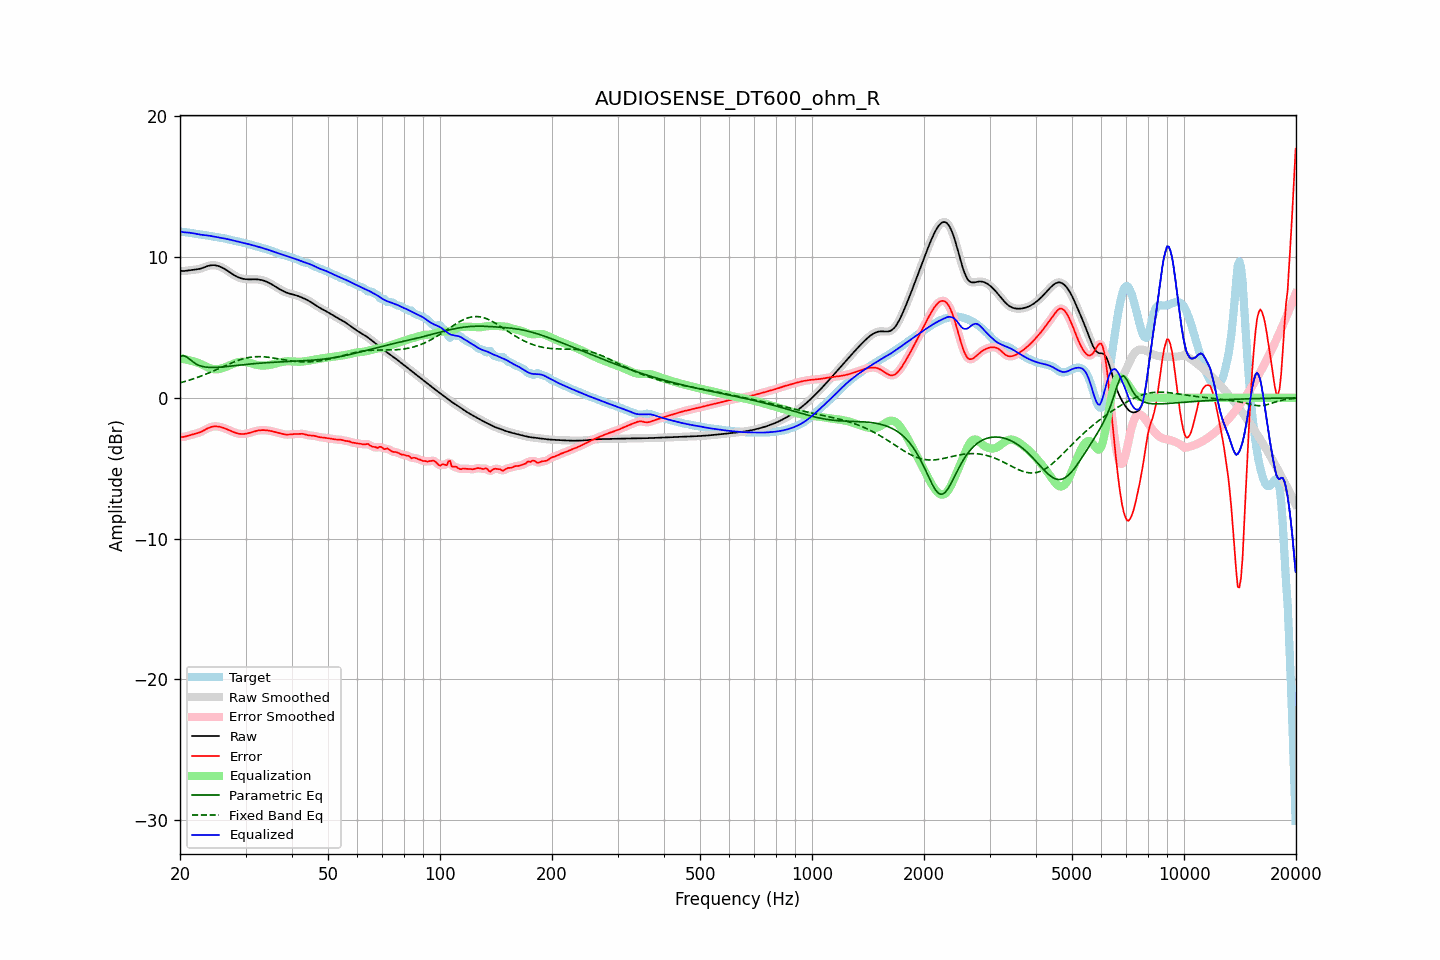 AUDIOSENSE_DT600_ohm_R
20
10
0
−10
−20
−30
Amplitude (dBr)
Target
Raw Smoothed
Error Smoothed
Raw
Error
Equalization
Parametric Eq
Fixed Band Eq
Equalized
20 50 100 200 500 1000 2000 5000 10000 20000
Frequency (Hz)